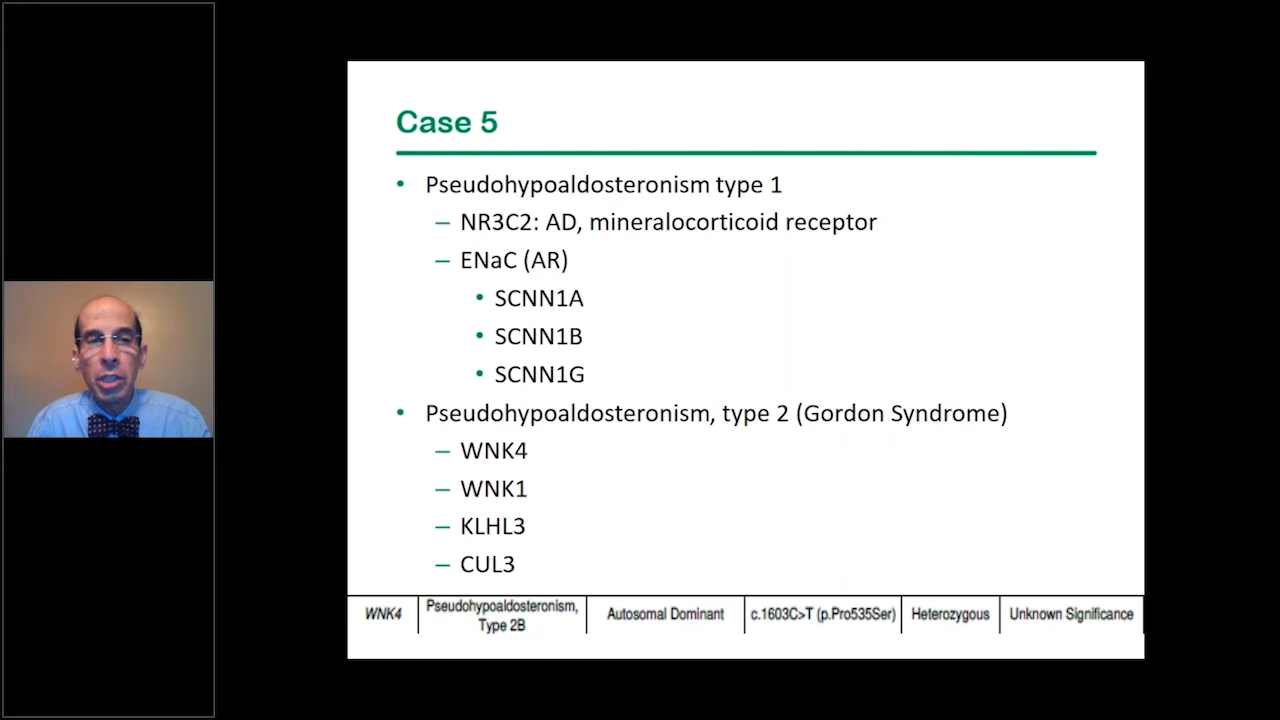 Case 5
• Pseudohypoaldosteronism type 1
– NR3C2: AD, mineralocorticoid receptor
– ENaC (AR)
• SCNN1A
• SCNN1B
• SCNN1G
• Pseudohypoaldosteronism, type 2 (Gordon Syndrome)
– WNK4
– WNK1
– KLHL3
– CUL3
WNK4
Pseudohypoaldosteronism,
Type 2B
Autosomal Dominant
c.1603C>T (p.Pro535Ser)
Heterozygous
Unknown Significance